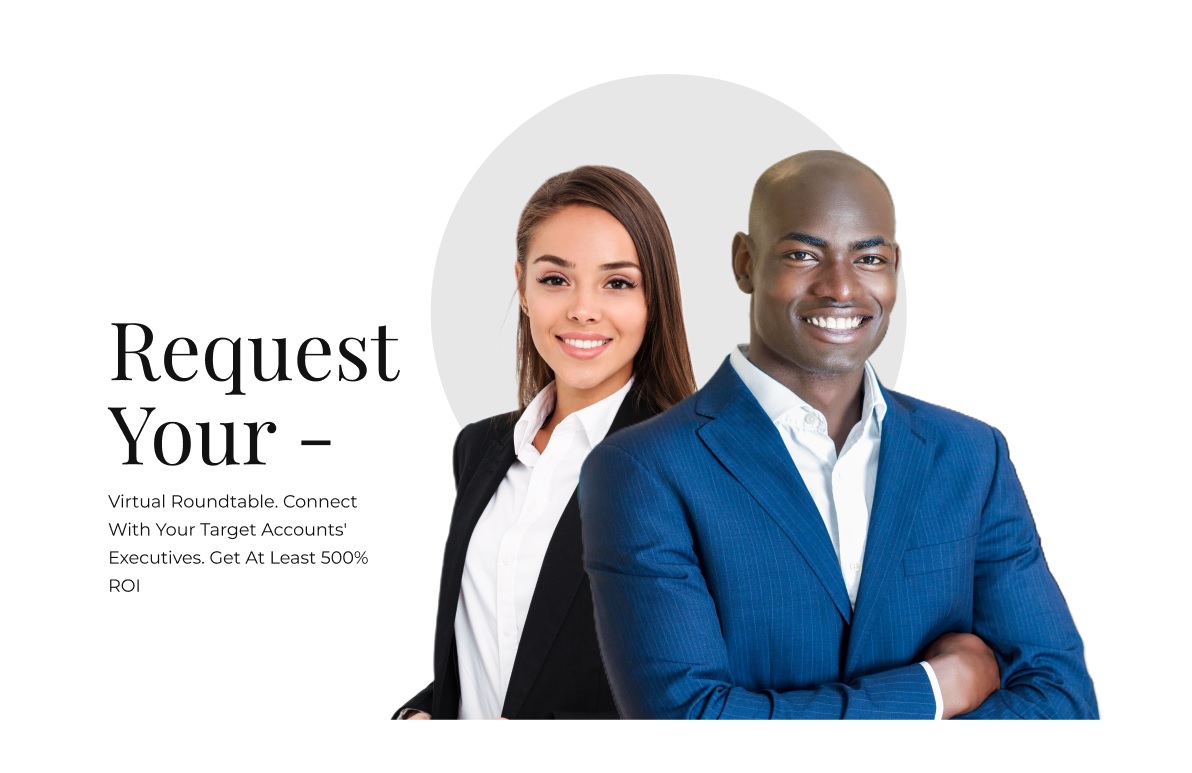 Request
Your -
Virtual Roundtable. Connect
With Your Target Accounts'
Executives. Get At Least 500%
ROI